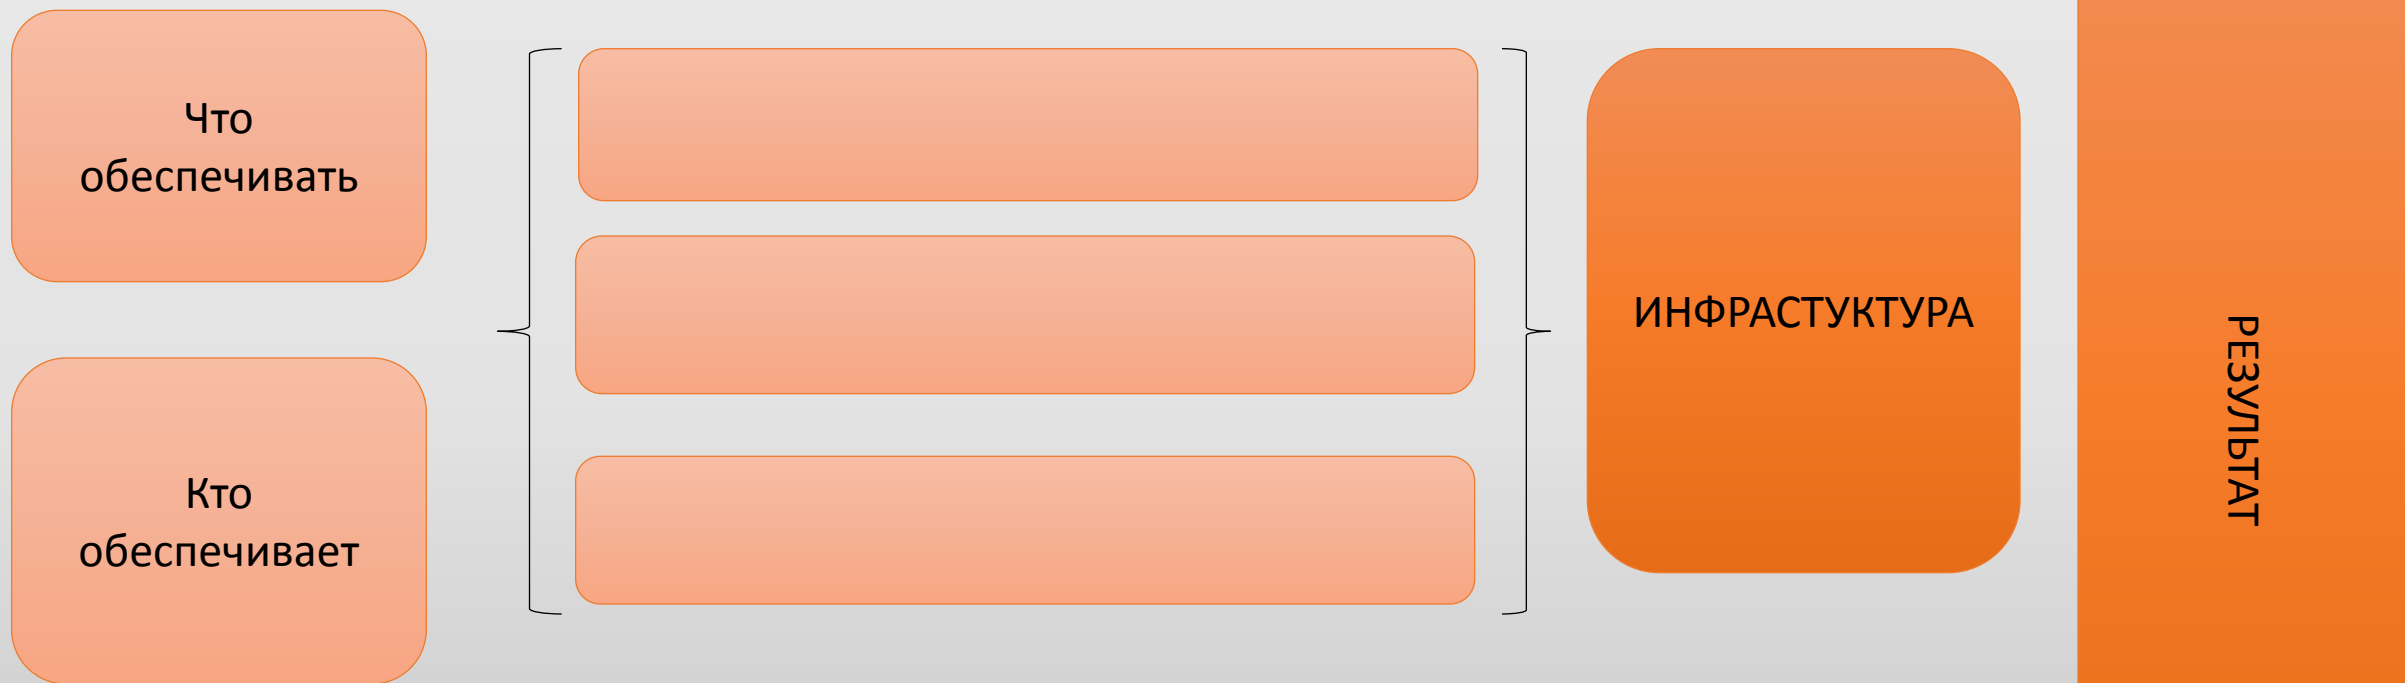 Что
обеспечивать
Кто
обеспечивает
ИНФРАСТУКТУРА
РЕЗУЛЬТАТ